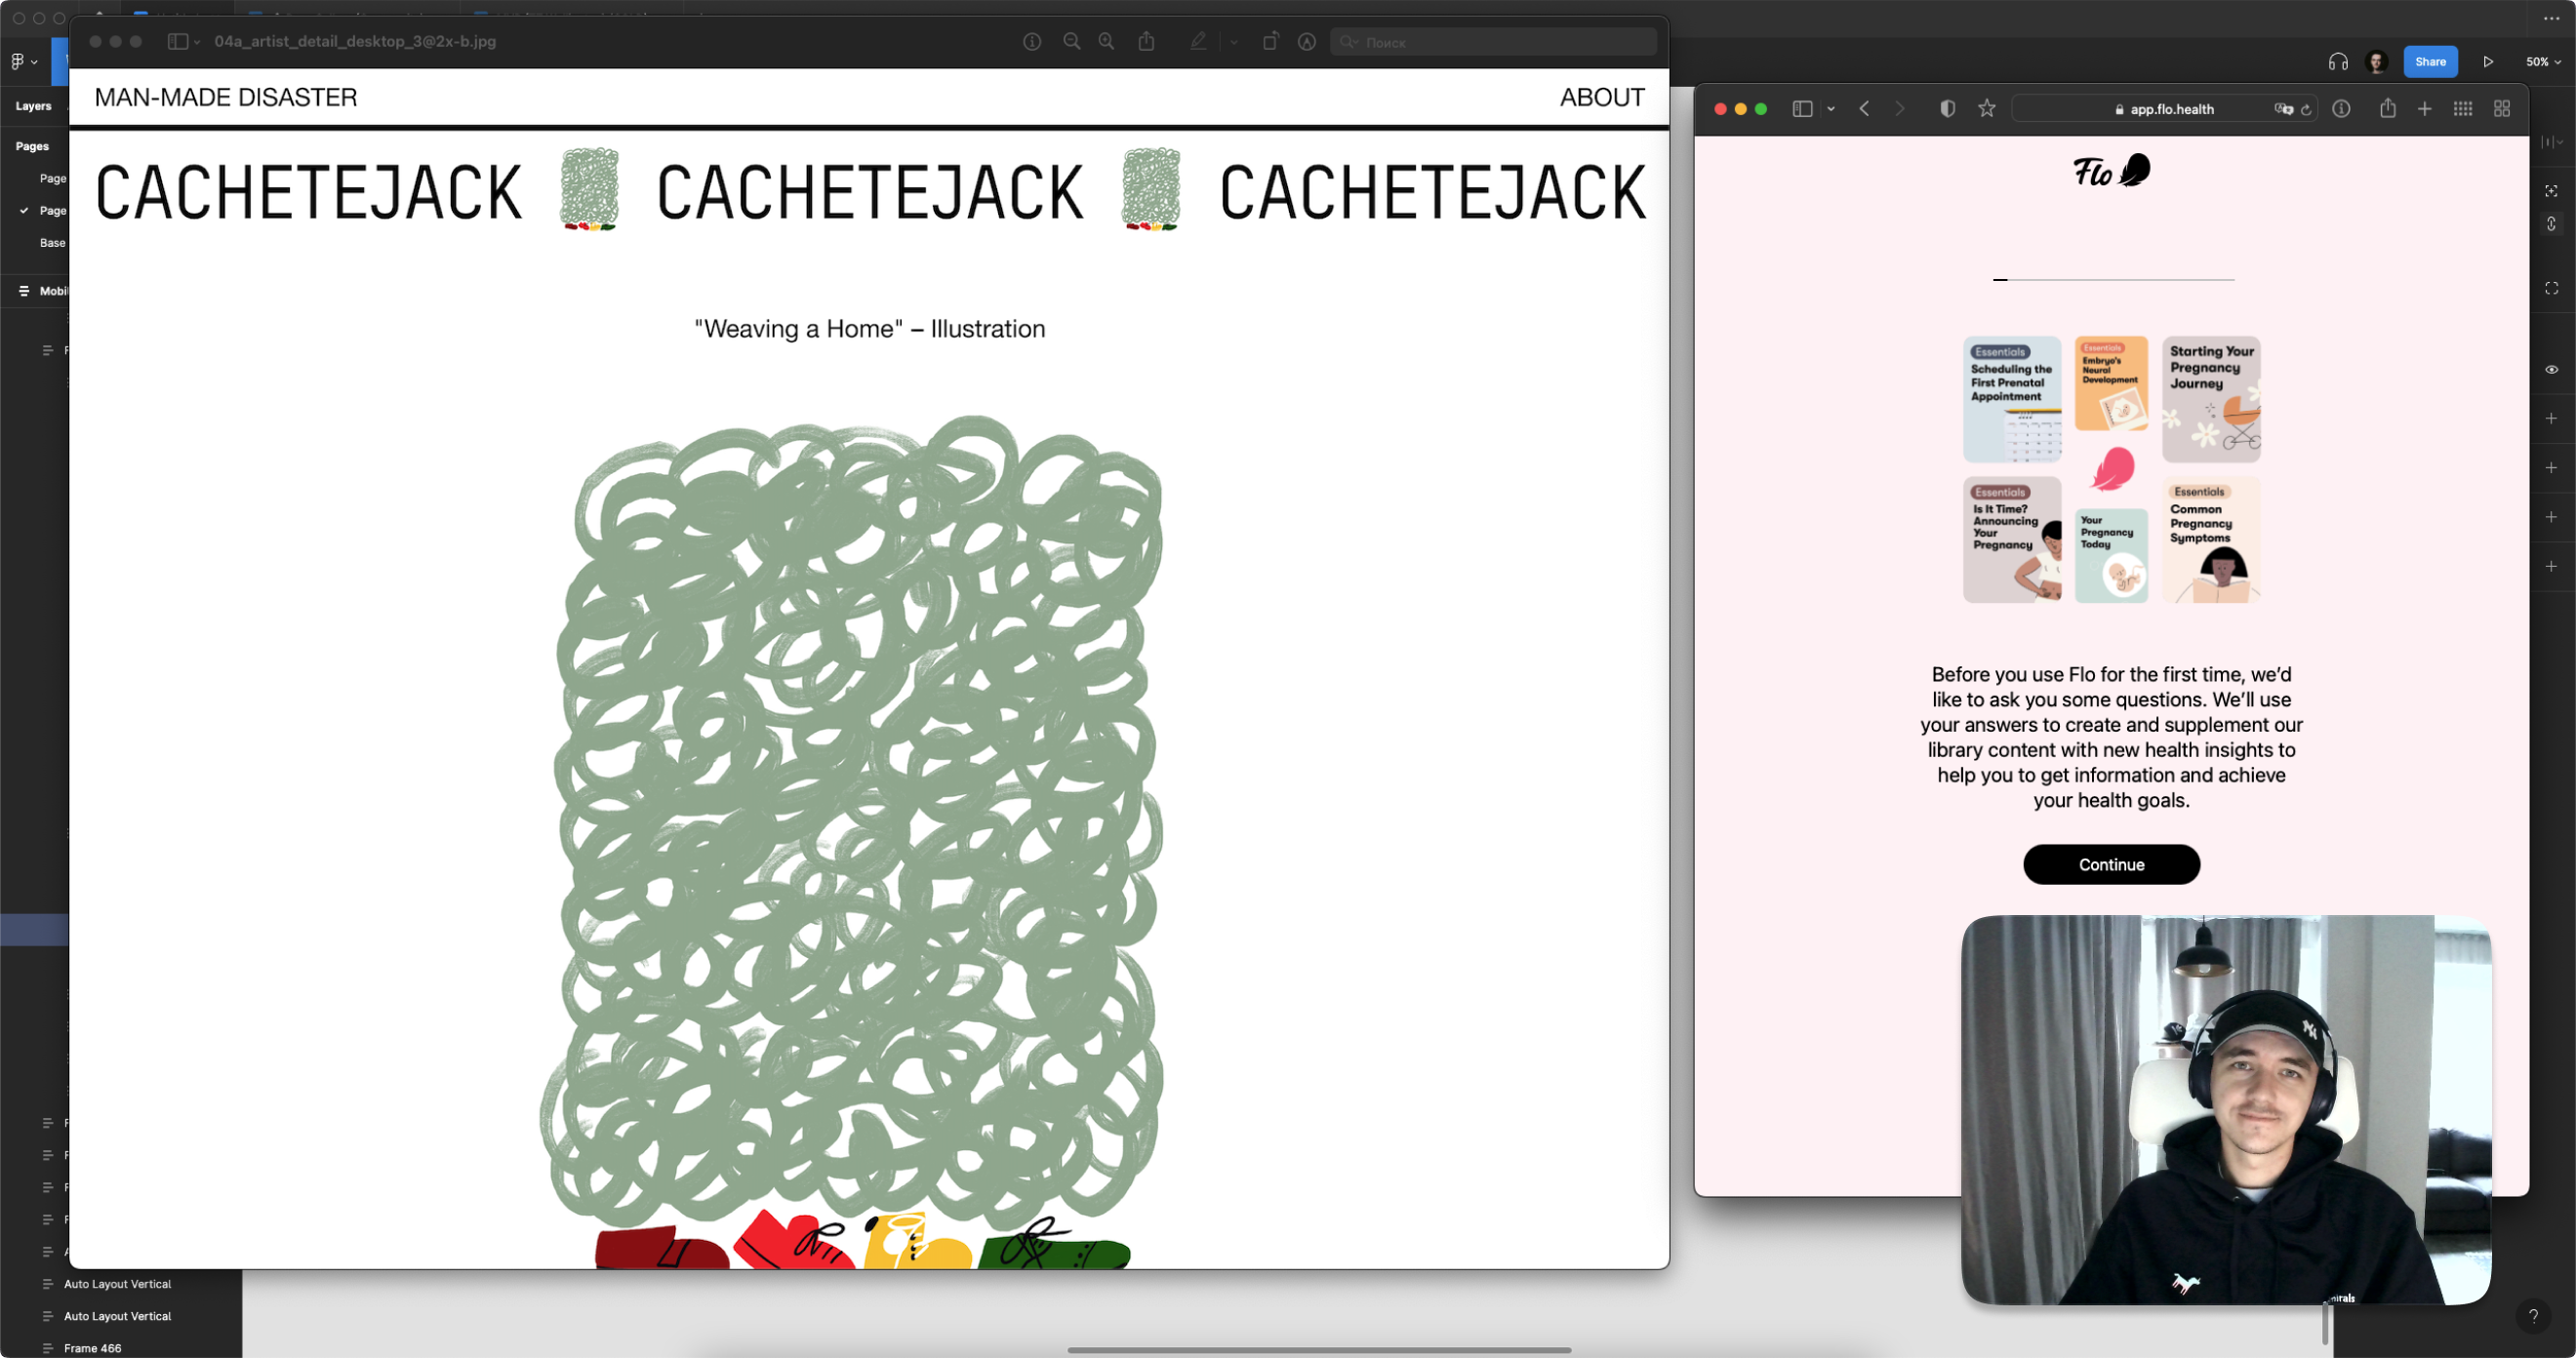 04a_artist_detail_desktop_3@2x-b.jpg
Поиск
Share
50%
Layers
Pages
Page
Page
Base
Mobil
MAN-MADE DISASTER
ABOUT
CACHETEJACK CACHETEJACK CACHETEJACK
"Weaving a Home" – Illustration
Auto Layout Vertical
Auto Layout Vertical
Frame 466
app.flo.health
Flo
Essentials
Scheduling the
First Prenatal
Appointment
Essentials
Embryo's
Neural
Development
Starting Your
Pregnancy
Journey
Essentials
Is It Time?
Announcing
Your
Pregnancy
Your
Pregnancy
Today
Essentials
Common
Pregnancy
Symptoms
Before you use Flo for the first time, we’d
like to ask you some questions. We’ll use
your answers to create and supplement our
library content with new health insights to
help you to get information and achieve
your health goals.
Continue
?